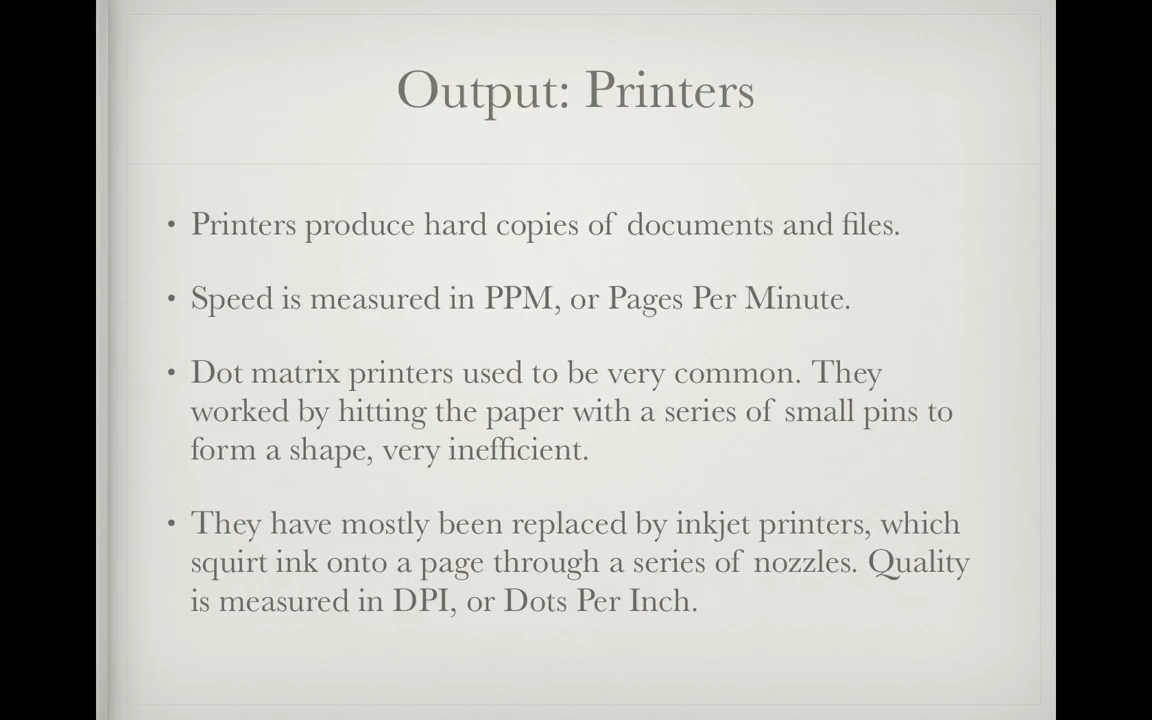 Output: Printers
• Printers produce hard copies of documents and files.
• Speed is measured in PPM, or Pages Per Minute.
• Dot matrix printers used to be very common. They
worked by hitting the paper with a series of small pins to
form a shape, very inefficient.
• They have mostly been replaced by inkjet printers, which
squirt ink onto a page through a series of nozzles. Quality
is measured in DPI, or Dots Per Inch.